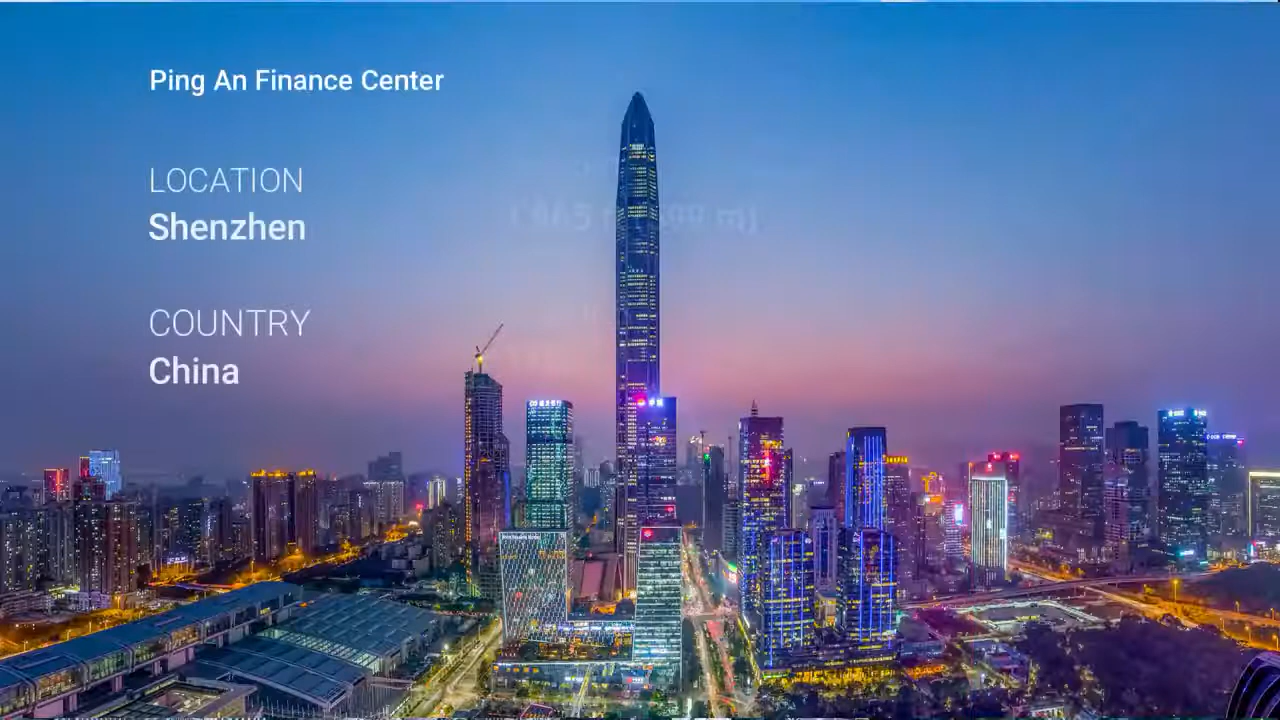 Ping An Finance Center
LOCATION
Shenzhen
COUNTRY
China